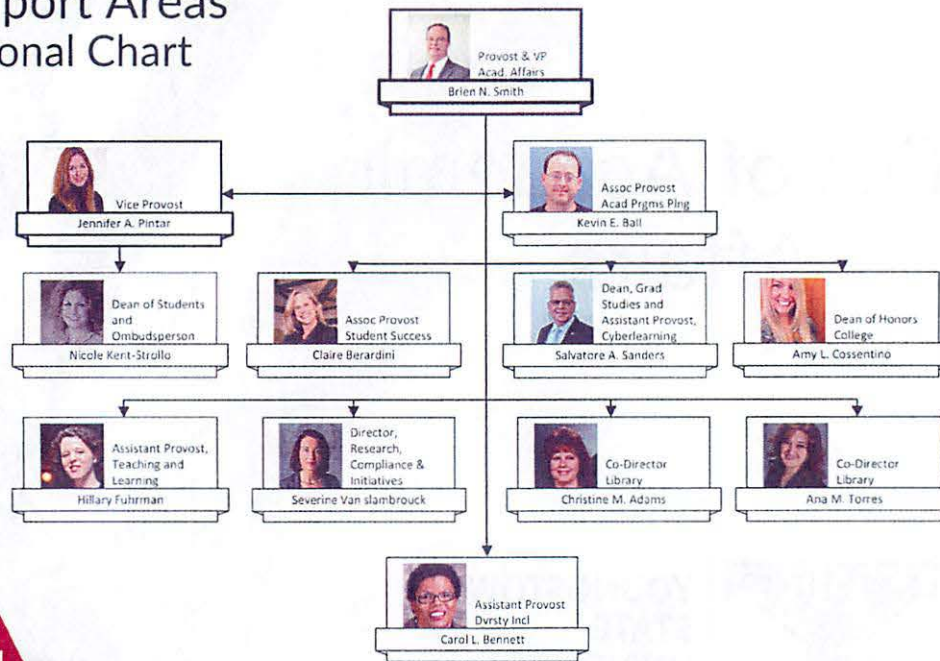 port Areas
onal Chart
Provost & VP
Acad. Affairs
Brien N. Smith
Vice Provost
Jennifer A. Pintar
Assoc Provost
Acad Prgms Plng
Kevin E. Ball
Dean of Students
and
Ombudsperson
Nicole Kent-Strollo
Assoc Provost
Student Success
Claire Berardini
Dean, Grad
Studies and
Assistant Provost,
Cyberlearning
Salvatore A. Sanders
Dean of Honors
College
Amy L. Cossentino
Assistant Provost,
Teaching and
Learning
Hillary Fuhrman
Director,
Research,
Compliance &
Initiatives
Severine Van slambrouck
Co-Director
Library
Christine M. Adams
Co-Director
Library
Ana M. Torres
Assistant Provost
Dvrsty Incl
Carol L. Bennett